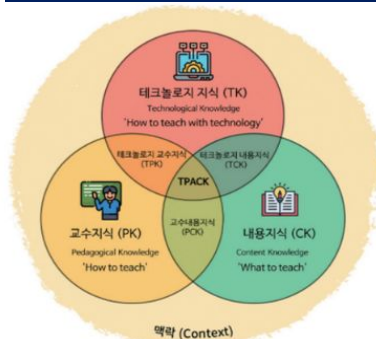 테크놀로지 지식 (TK)
Technological Knowledge
'How to teach with technology'
테크놀로지 교수지식
(TPK)
테크놀로지 내용지식
(TCK)
TPACK
교수지식 (PK)
Pedagogical Knowledge
'How to teach'
교수내용지식
(PCK)
내용지식 (CK)
Content Knowledge
'What to teach'
맥락 (Context)